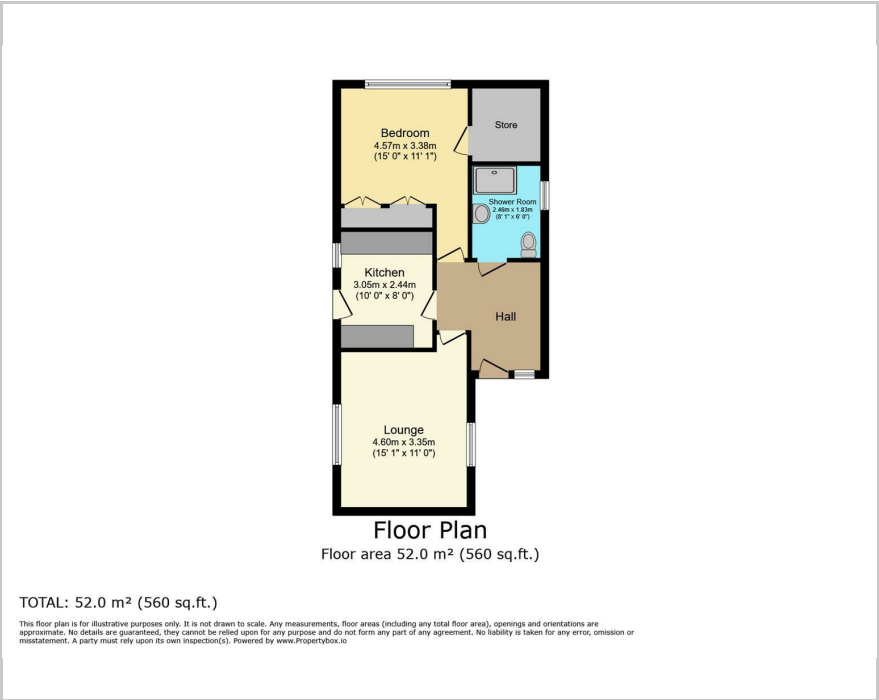 Bedroom
4.57m x 3.38m
(15' 0" x 11' 1")
Store
Shower Room
2.46m x 1.83m
(8' 1" x 6' 0")
Kitchen
3.05m x 2.44m
(10' 0" x 8' 0")
Hall
Lounge
4.60m x 3.35m
(15' 1" x 11' 0")
Floor Plan
Floor area 52.0 m² (560 sq.ft.)
TOTAL: 52.0 m² (560 sq.ft.)
This floor plan is for illustrative purposes only. It is not drawn to scale. Any measurements, floor areas (including any total floor area), openings and orientations are
approximate. No details are guaranteed, they cannot be relied upon for any purpose and do not form any part of any agreement. No liability is taken for any error, omission or
misstatement. A party must rely upon its own inspection(s). Powered by www.Propertybox.io